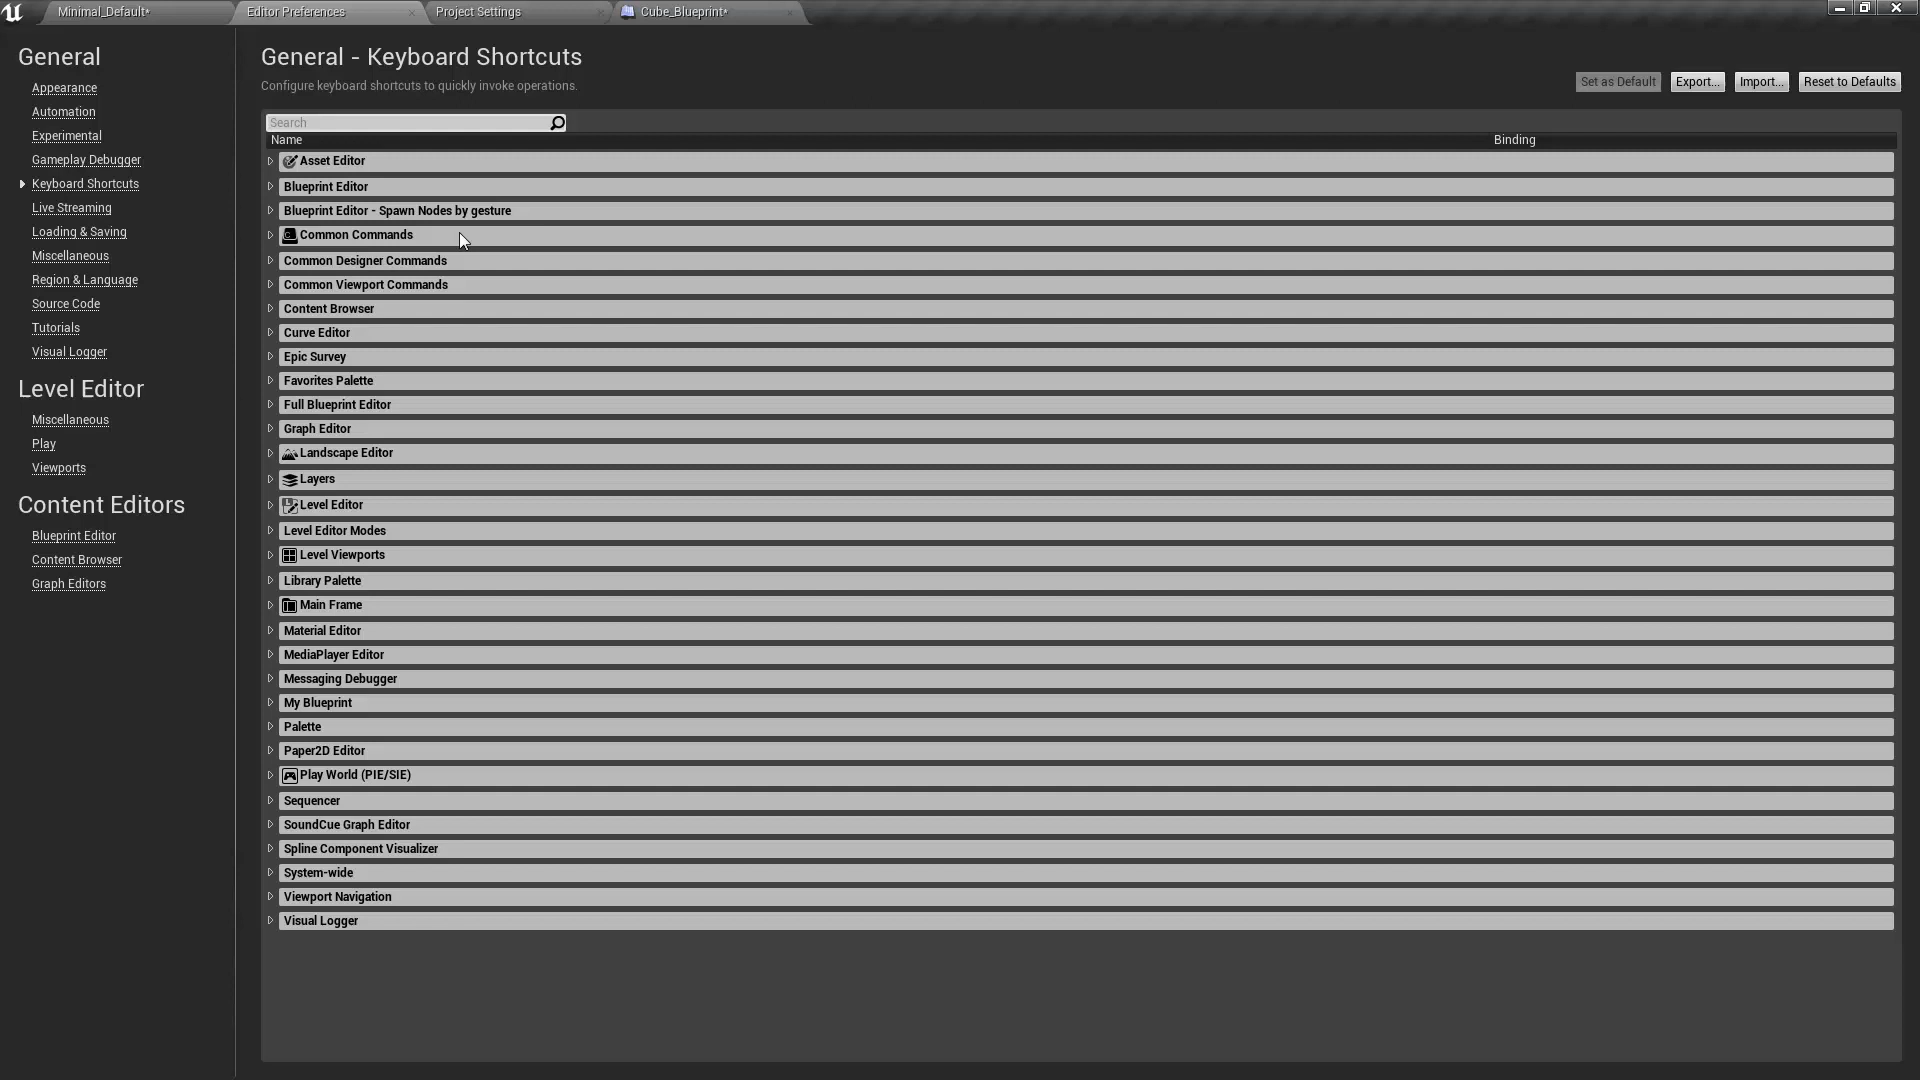 Minimal_Default*
Editor Preferences
Project Settings
Cube_Blueprint*
General
Appearance
Automation
Experimental
Gameplay Debugger
Keyboard Shortcuts
Live Streaming
Loading & Saving
Miscellaneous
Region & Language
Source Code
Tutorials
Visual Logger
Level Editor
Miscellaneous
Play
Viewports
Content Editors
Blueprint Editor
Content Browser
Graph Editors
General - Keyboard Shortcuts
Configure keyboard shortcuts to quickly invoke operations.
Set as Default
Export...
Import...
Reset to Defaults
Search
Name
Binding
Asset Editor
Blueprint Editor
Blueprint Editor - Spawn Nodes by gesture
Common Commands
Common Designer Commands
Common Viewport Commands
Content Browser
Curve Editor
Epic Survey
Favorites Palette
Full Blueprint Editor
Graph Editor
Landscape Editor
Layers
Level Editor
Level Editor Modes
Level Viewports
Library Palette
Main Frame
Material Editor
MediaPlayer Editor
Messaging Debugger
My Blueprint
Palette
Paper2D Editor
Play World (PIE/SIE)
Sequencer
SoundCue Graph Editor
Spline Component Visualizer
System-wide
Viewport Navigation
Visual Logger